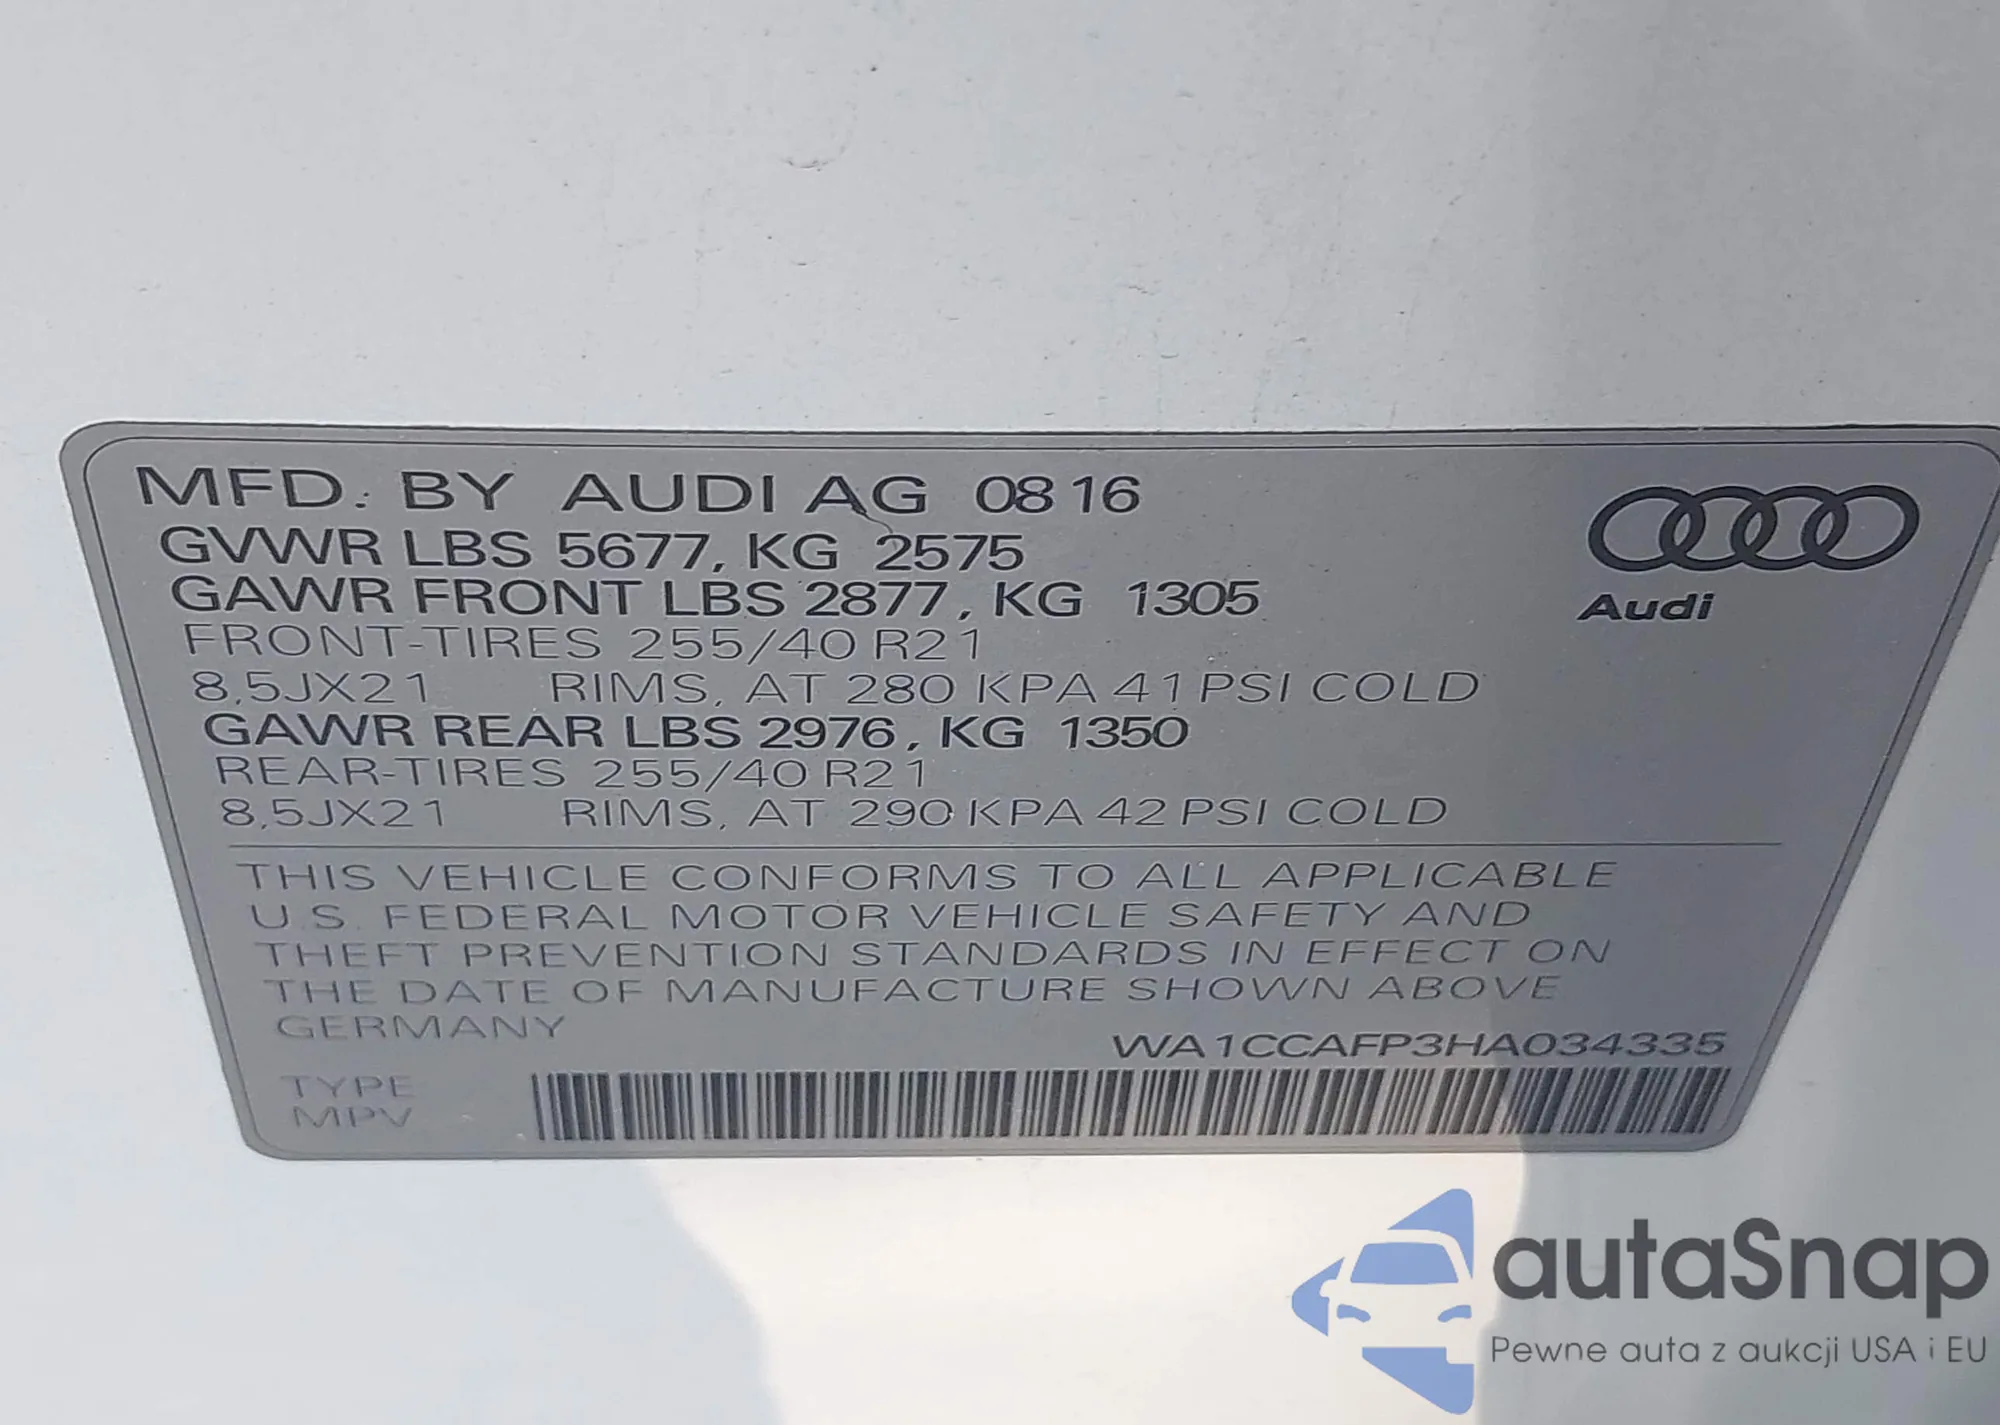 MFD. BY AUDI AG 08 16
GVWR LBS 5677, KG 2575
GAWR FRONT LBS 2877, KG 1305
FRONT-TIRES 255/40 R21
8,5JX21 RIMS, AT 280 KPA 41 PSI COLD
GAWR REAR LBS 2976, KG 1350
REAR-TIRES 255/40 R21
8,5JX21 RIMS, AT 290 KPA 42 PSI COLD
Audi
THIS VEHICLE CONFORMS TO ALL APPLICABLE
U.S. FEDERAL MOTOR VEHICLE SAFETY AND
THEFT PREVENTION STANDARDS IN EFFECT ON
THE DATE OF MANUFACTURE SHOWN ABOVE
GERMANY
WA1CCAFP3HA034335
TYPE
MPV
autaSnap
Pewne auta z aukcji USA i EU